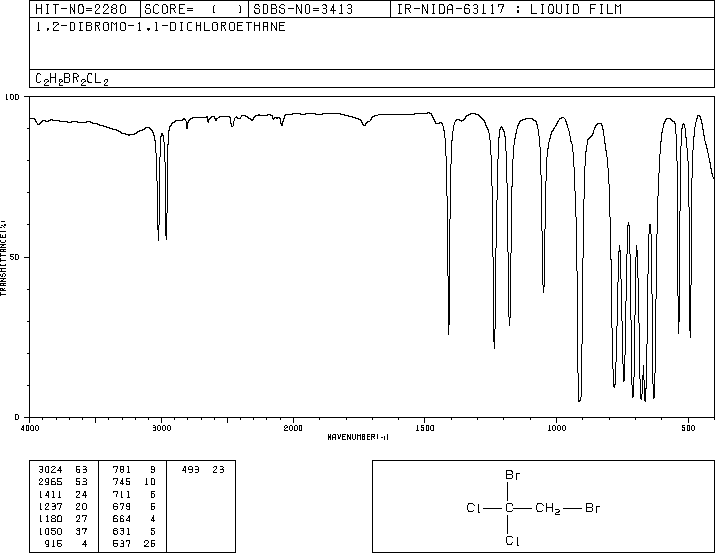 HIT-NO=2280 SCORE= ( ) SDBS-NO=3413 IR-NIDA-63117 : LIQUID FILM
1,2-DIBROMO-1,1-DICHLOROETHANE
C2H2BR2CL2
100
50
0
TRANSMITTANCE(%)
4000 3000 2000 1500 1000 500
WAVENUMBER(-1)
3024 53 781 9 493 23
2965 53 745 10
1411 24 711 6
1237 20 679 6
1180 27 664 4
1050 37 631 5
916 4 537 26
Br
Cl C CH2 Br
Cl